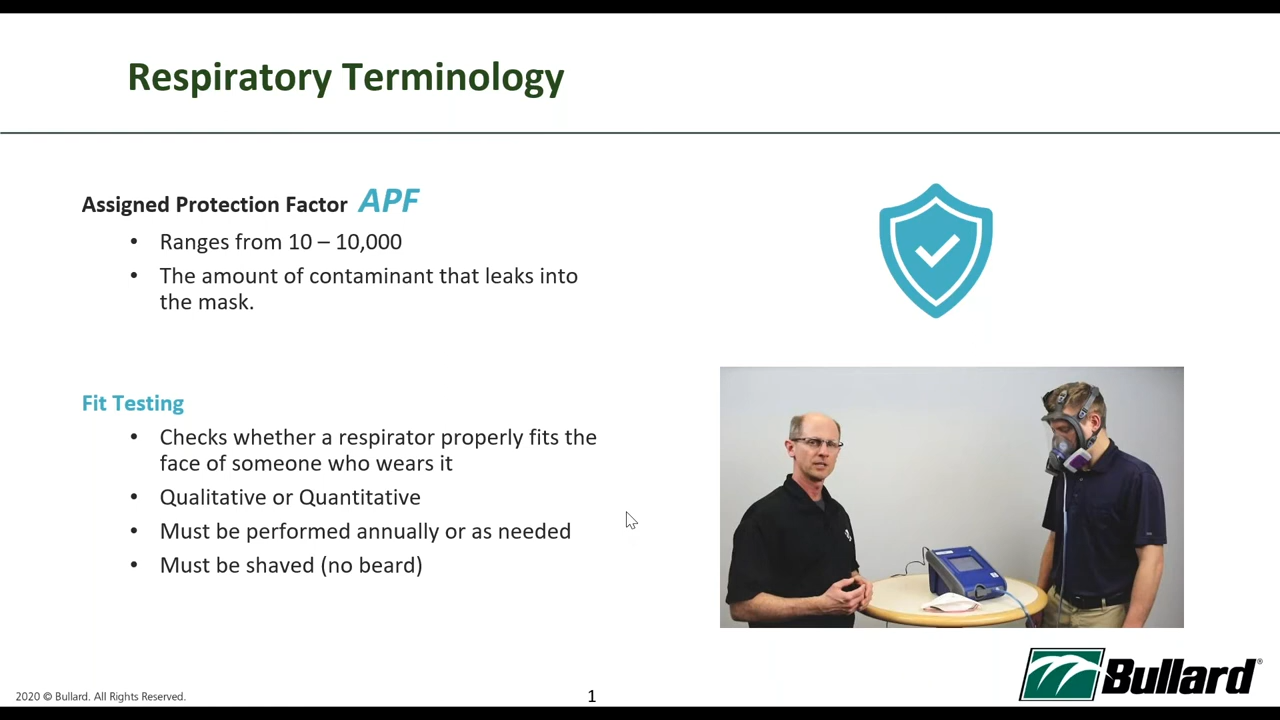 Respiratory Terminology
Assigned Protection Factor APF
• Ranges from 10 – 10,000
• The amount of contaminant that leaks into
the mask.
Fit Testing
• Checks whether a respirator properly fits the
face of someone who wears it
• Qualitative or Quantitative
• Must be performed annually or as needed
• Must be shaved (no beard)
2020 © Bullard. All Rights Reserved.
1
Bullard®